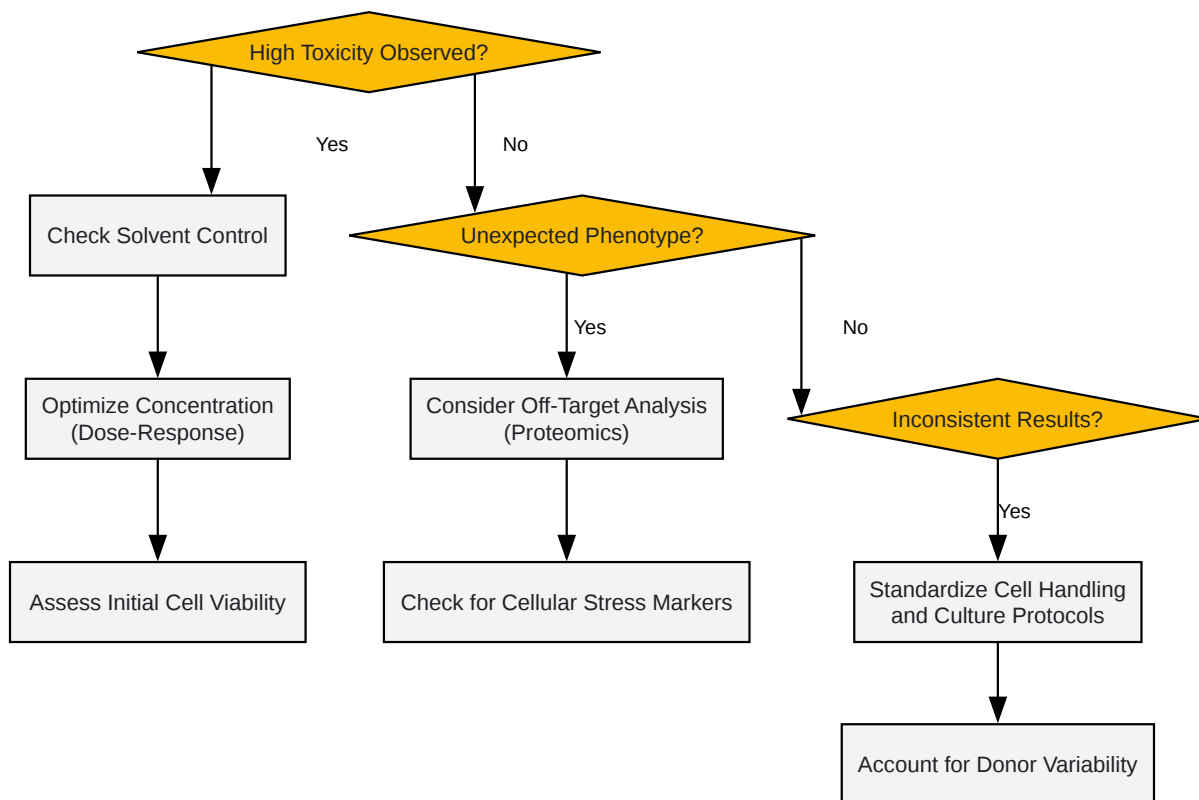 High Toxicity Observed?
Yes
No
Check Solvent Control
Unexpected Phenotype?
Yes
No
Optimize Concentration
(Dose-Response)
Consider Off-Target Analysis
(Proteomics)
Inconsistent Results?
Yes
Assess Initial Cell Viability
Check for Cellular Stress Markers
Standardize Cell Handling
and Culture Protocols
Account for Donor Variability